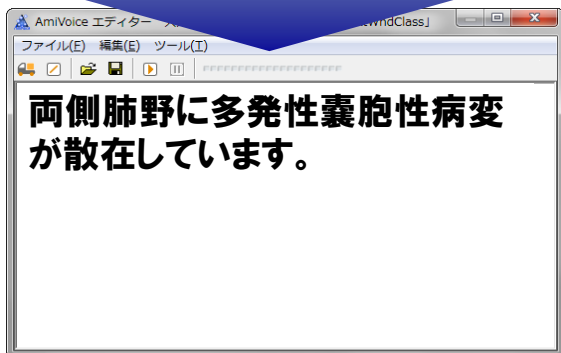 AmiVoice エディター
WndClass」
ファイル(F) 編集(E) ツール(T)
両側肺野に多発性嚢胞性病変
が散在しています。